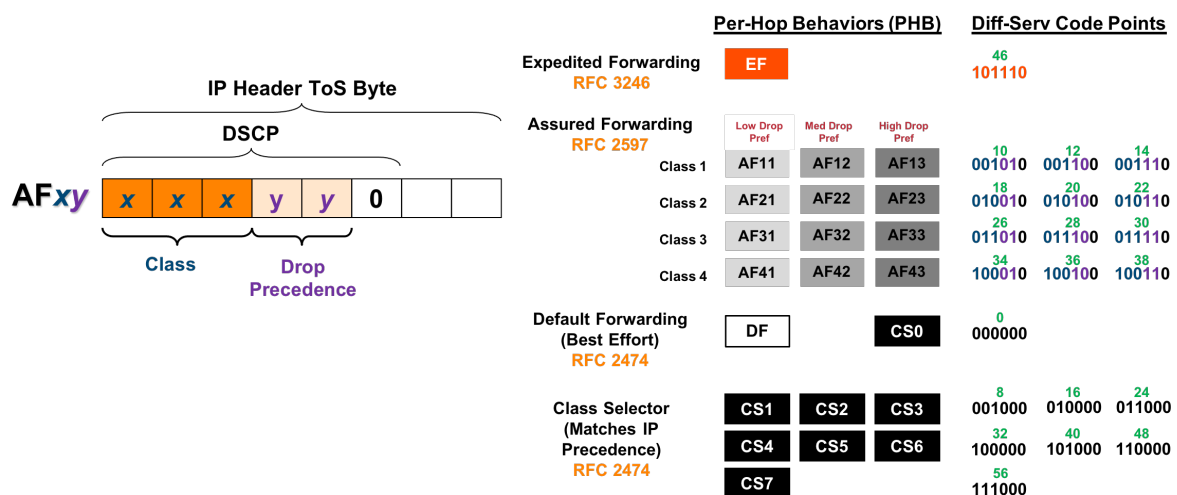 Per-Hop Behaviors (PHB) Diff-Serv Code Points
Expedited Forwarding
RFC 3246
EF
46
101110
IP Header ToS Byte
DSCP
AFxy x x x y y 0
Class
Drop
Precedence
Assured Forwarding
RFC 2597
Low Drop
Pref
Med Drop
Pref
High Drop
Pref
10 12 14
Class 1 AF11 AF12 AF13 001010 001100 001110
18 20 22
Class 2 AF21 AF22 AF23 010010 010100 010110
26 28 30
Class 3 AF31 AF32 AF33 011010 011100 011110
34 36 38
Class 4 AF41 AF42 AF43 100010 100100 100110
Default Forwarding
(Best Effort)
RFC 2474
DF CS0
0
000000
Class Selector
(Matches IP
Precedence)
RFC 2474
8 16 24
CS1 CS2 CS3 001000 010000 011000
32 40 48
CS4 CS5 CS6 100000 101000 110000
56
CS7 111000